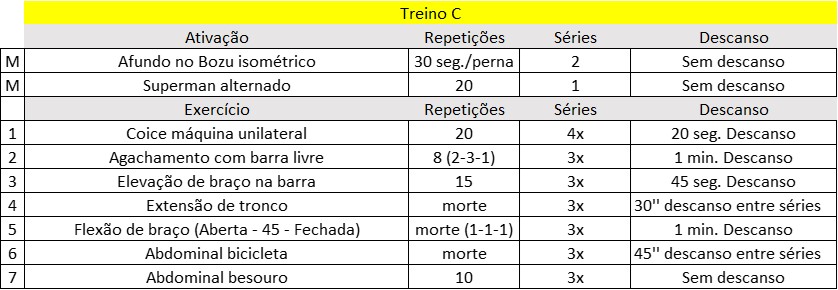 Treino C
Ativação Repetições Séries Descanso
M Afundo no Bozu isométrico 30 seg./perna 2 Sem descanso
M Superman alternado 20 1 Sem descanso
Exercício Repetições Séries Descanso
1 Coice máquina unilateral 20 4x 20 seg. Descanso
2 Agachamento com barra livre 8 (2-3-1) 3x 1 min. Descanso
3 Elevação de braço na barra 15 3x 45 seg. Descanso
4 Extensão de tronco morte 3x 30'' descanso entre séries
5 Flexão de braço (Aberta - 45 - Fechada) morte (1-1-1) 3x 1 min. Descanso
6 Abdominal bicicleta morte 3x 45'' descanso entre séries
7 Abdominal besouro 10 3x Sem descanso